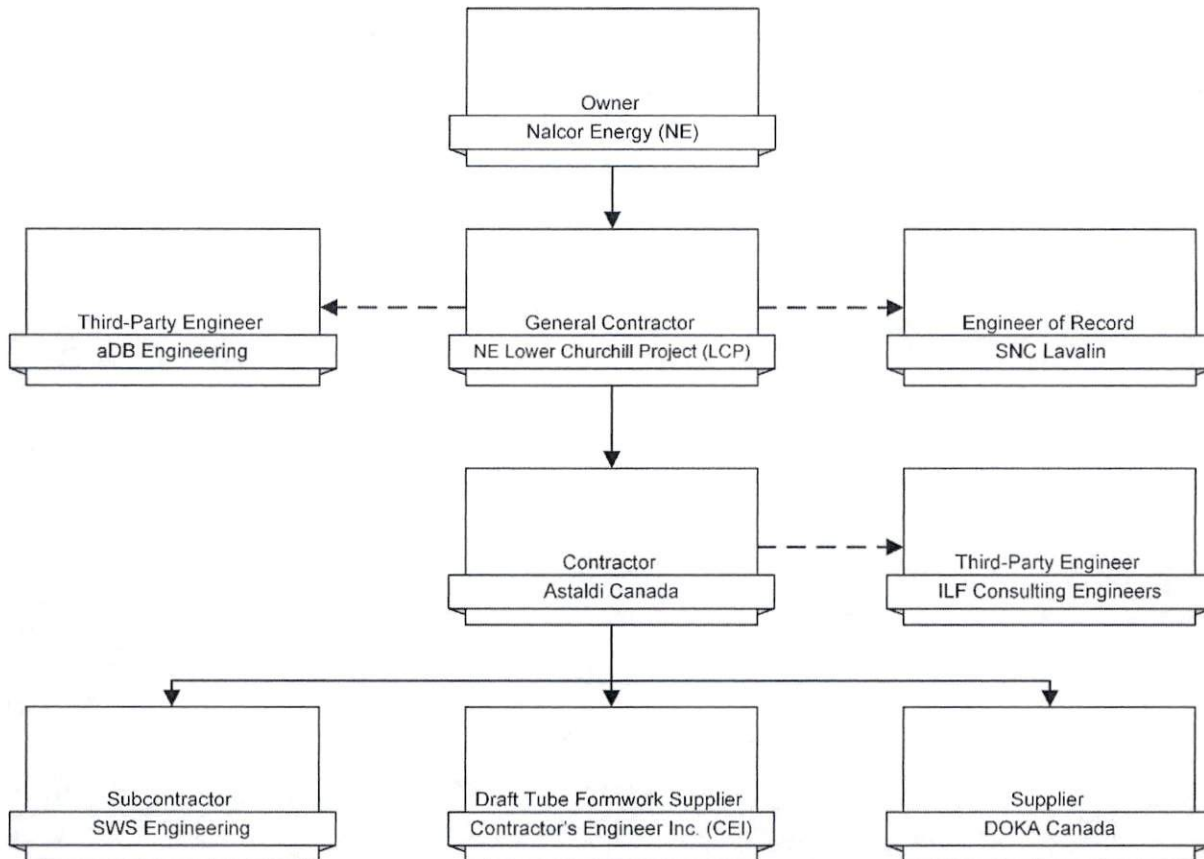 Owner
Nalcor Energy (NE)
Third-Party Engineer
aDB Engineering
General Contractor
NE Lower Churchill Project (LCP)
Engineer of Record
SNC Lavalin
Contractor
Astaldi Canada
Third-Party Engineer
ILF Consulting Engineers
Subcontractor
SWS Engineering
Draft Tube Formwork Supplier
Contractor's Engineer Inc. (CEI)
Supplier
DOKA Canada